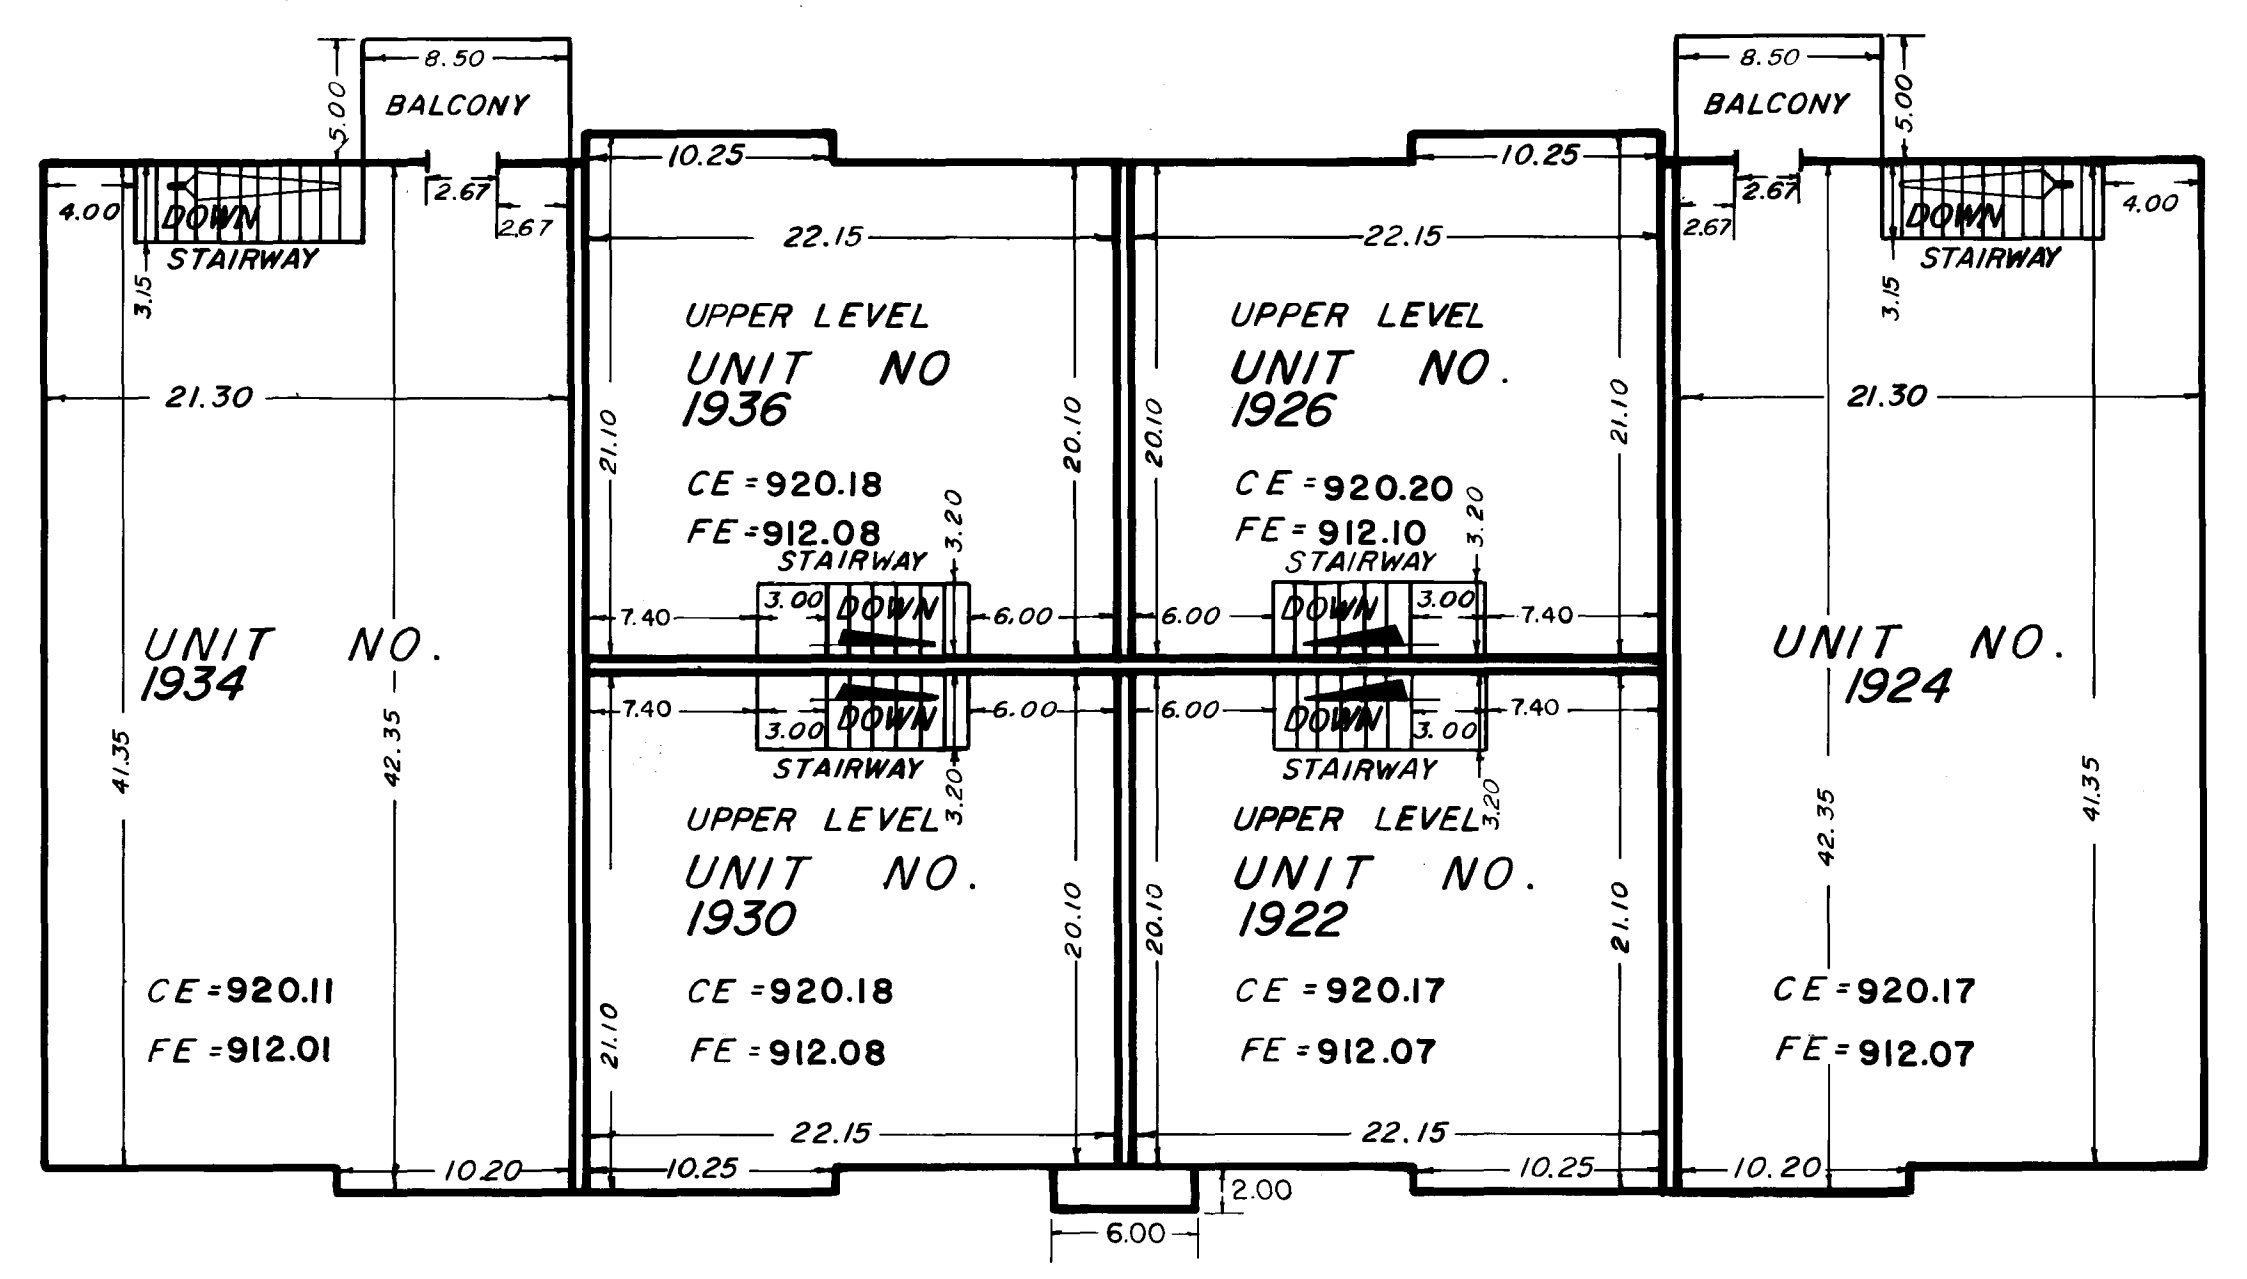 8.50
5.00
BALCONY
8.50
5.00
BALCONY
10.25
10.25
4.00
DOWN
STAIRWAY
3.15
2.67
2.67
22.15
22.15
2.67
2.67
DOWN
STAIRWAY
3.15
4.00
21.30
UNIT NO.
1934
41.35
42.35
CE=920.11
FE=912.01
10.20
UPPER LEVEL
UNIT NO
1936
21.10
20.10
CE=920.18
FE=912.08
STAIRWAY
3.20
7.40
3.00
DOWN
6.00
UPPER LEVEL
UNIT NO.
1926
20.10
21.10
CE=920.20
FE=912.10
STAIRWAY
3.20
6.00
DOWN
3.00
7.40
7.40
3.00
DOWN
6.00
STAIRWAY
3.20
UPPER LEVEL
UNIT NO.
1930
20.10
CE=920.18
FE=912.08
21.10
22.15
10.25
6.00
DOWN
3.00
7.40
STAIRWAY
3.20
UPPER LEVEL
UNIT NO.
1922
20.10
21.10
CE=920.17
FE=912.07
22.15
10.25
21.30
UNIT NO.
1924
42.35
41.35
CE=920.17
FE=912.07
10.20
2.00
6.00